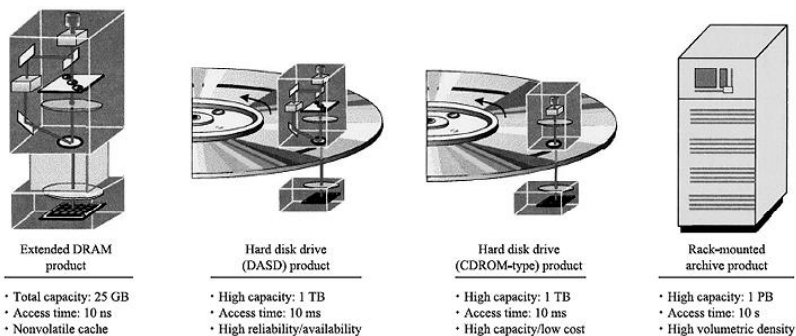 Extended DRAM
product
• Total capacity: 25 GB
• Access time: 10 ns
• Nonvolatile cache
Hard disk drive
(DASD) product
• High capacity: 1 TB
• Access time: 10 ms
• High reliability/availability
Hard disk drive
(CDROM-type) product
• High capacity: 1 TB
• Access time: 10 ms
• High capacity/low cost
Rack-mounted
archive product
• High capacity: 1 PB
• Access time: 10 s
• High volumetric density